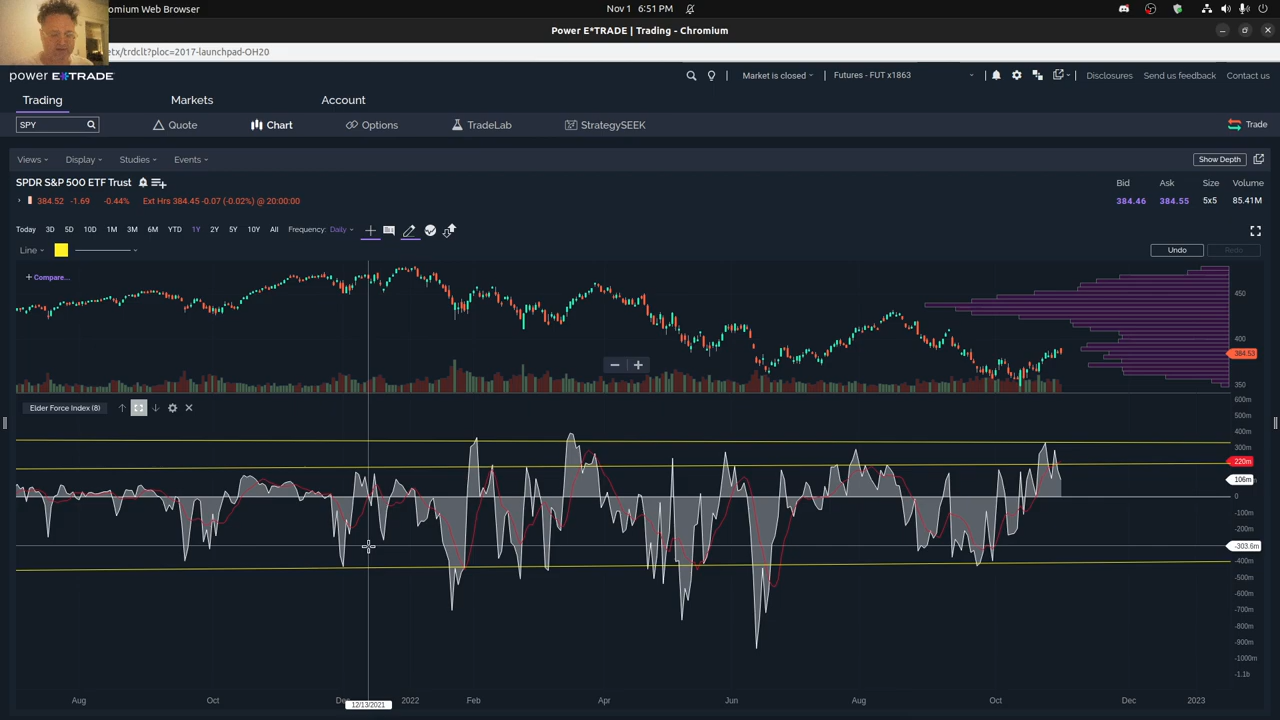 omium Web Browser
Nov 1 6:51 PM
Power E*TRADE | Trading - Chromium
etx/trdclt?ploc=2017-launchpad-OH20
power E*TRADE
Market is closed
Futures - FUT x1863
Disclosures
Send us feedback
Contact us
Trading
Markets
Account
SPY
Quote
Chart
Options
TradeLab
StrategySEEK
Trade
Views
Display
Studies
Events
Show Depth
SPDR S&P 500 ETF Trust
Bid
Ask
Size
Volume
384.52 -1.69 -0.44% Ext Hrs 384.45 -0.07 (-0.02%) @ 20:00:00
384.46
384.55
5x5
85.41M
Today 3D 5D 10D 1M 3M 6M YTD 1Y 2Y 5Y 10Y All Frequency: Daily
Line
Undo
Redo
+ Compare...
450
400
384.53
350
Elder Force Index (8)
600m
500m
400m
300m
220m
106m
0
-100m
-200m
-303.6m
-400m
-500m
-600m
-700m
-800m
-900m
-1000m
-1.1b
Aug
Oct
Dec
2022
Feb
Apr
Jun
Aug
Oct
Dec
2023
12/13/2021